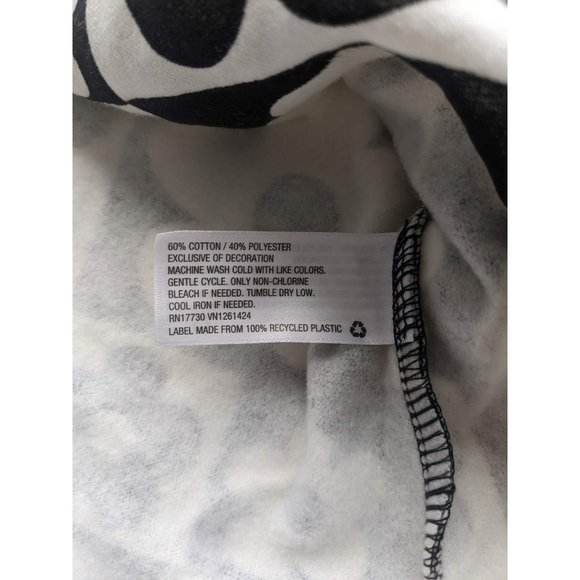 60% COTTON / 40% POLYESTER
EXCLUSIVE OF DECORATION
MACHINE WASH COLD WITH LIKE COLORS.
GENTLE CYCLE. ONLY NON-CHLORINE
BLEACH IF NEEDED. TUMBLE DRY LOW.
COOL IRON IF NEEDED.
RN17730 VN1261424
LABEL MADE FROM 100% RECYCLED PLASTIC